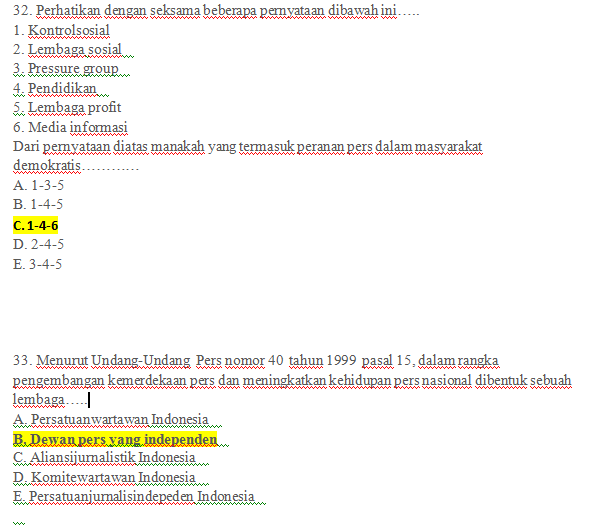 32. Perhatikan dengan seksama beberapa pernyataan dibawah ini…..
1. Kontrolsosial
2. Lembaga sosial
3. Pressure group
4. Pendidikan
5. Lembaga profit
6. Media informasi
Dari pernyataan diatas manakah yang termasuk peranan pers dalam masyarakat
demokratis…………
A. 1-3-5
B. 1-4-5
C. 1-4-6
D. 2-4-5
E. 3-4-5
33. Menurut Undang-Undang Pers nomor 40 tahun 1999 pasal 15, dalam rangka
pengembangan kemerdekaan pers dan meningkatkan kehidupan pers nasional dibentuk sebuah
lembaga…..
A. Persatuanwartawan Indonesia
B. Dewan pers yang independen
C. Aliansijurnalistik Indonesia
D. Komitewartawan Indonesia
E. Persatuanjurnalisindepeden Indonesia